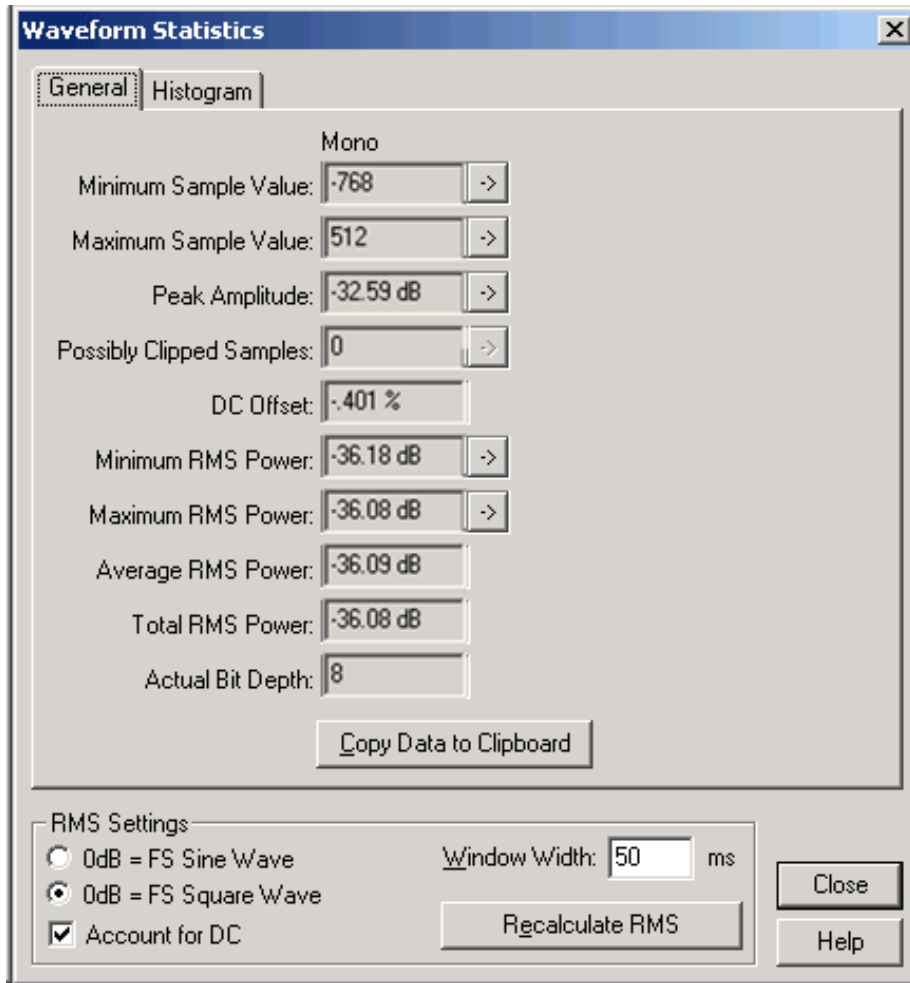 Waveform Statistics
General Histogram
Mono
Minimum Sample Value: -768 ->
Maximum Sample Value: 512 ->
Peak Amplitude: -32.59 dB ->
Possibly Clipped Samples: 0 ->
DC Offset: -.401 %
Minimum RMS Power: -36.18 dB ->
Maximum RMS Power: -36.08 dB ->
Average RMS Power: -36.09 dB
Total RMS Power: -36.08 dB
Actual Bit Depth: 8
Copy Data to Clipboard
RMS Settings
0dB = FS Sine Wave
Window Width: 50 ms
0dB = FS Square Wave
Account for DC
Recalculate RMS
Close
Help